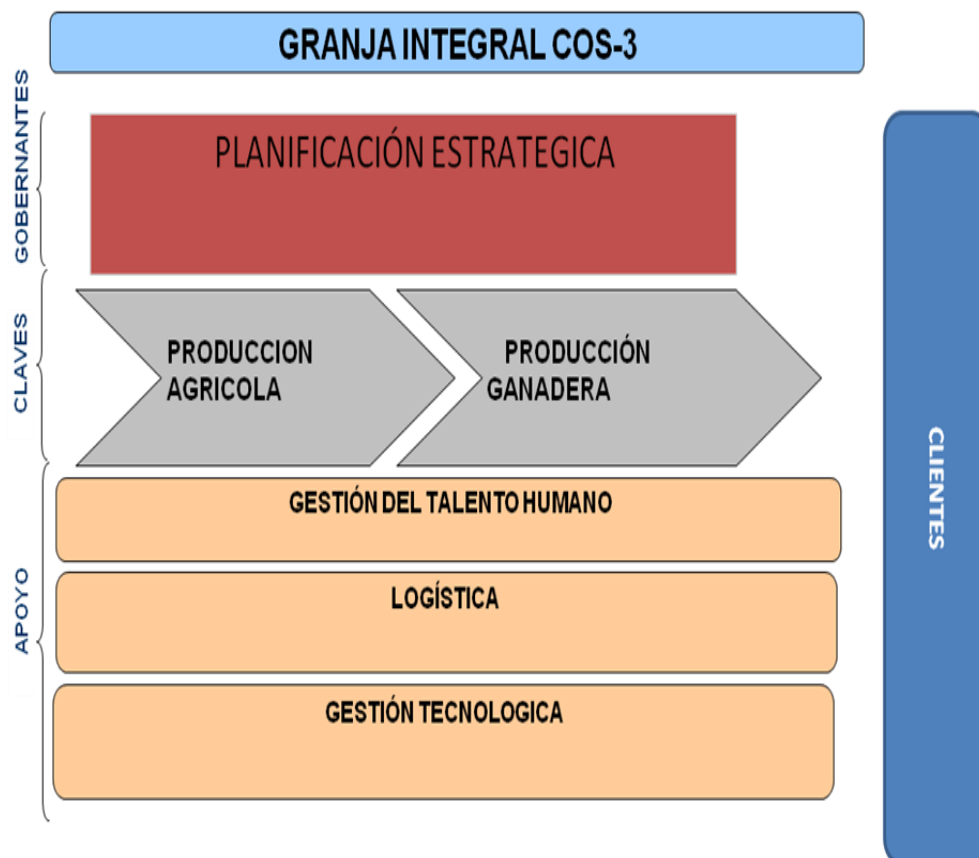 GRANJA INTEGRAL COS-3
GOBERNANTES
PLANIFICACIÓN ESTRATEGICA
CLAVES
PRODUCCION
AGRICOLA
PRODUCCIÓN
GANADERA
APOYO
GESTIÓN DEL TALENTO HUMANO
LOGÍSTICA
GESTIÓN TECNOLOGICA
CLIENTES